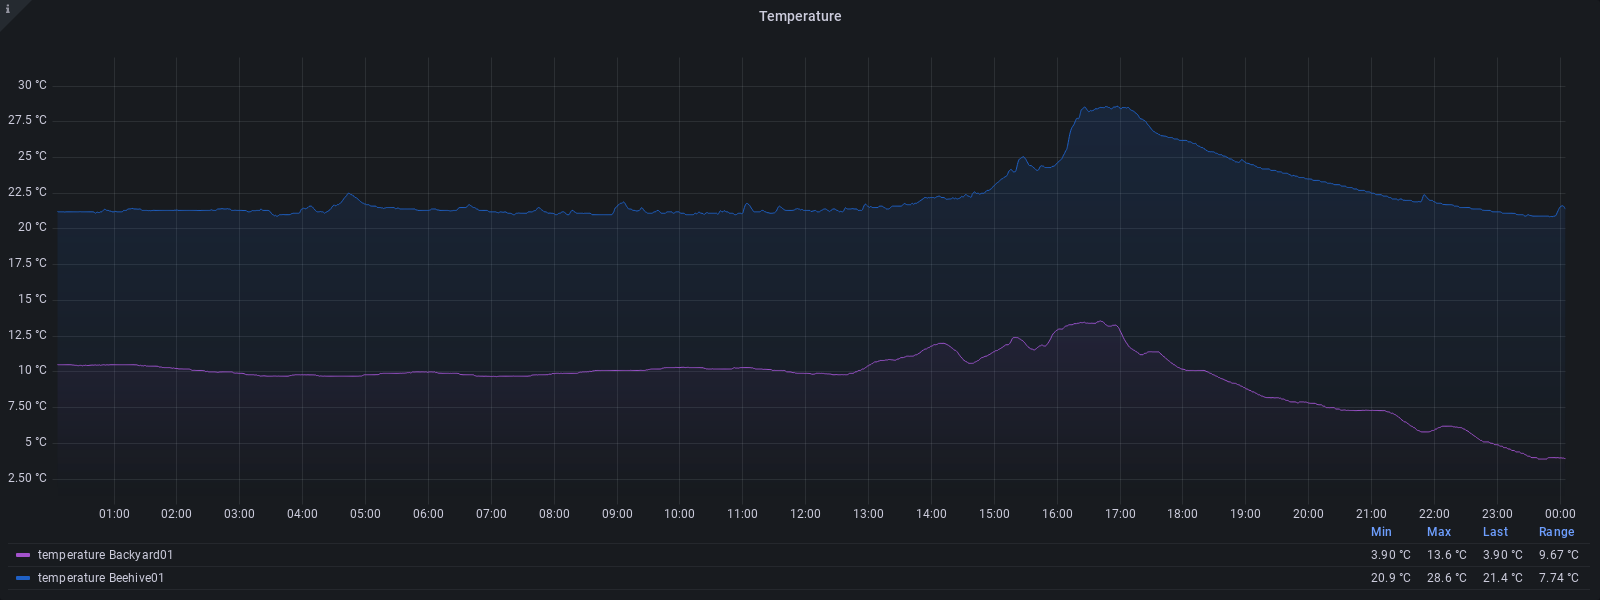 i
Temperature
30 °C
27.5 °C
25 °C
22.5 °C
20 °C
17.5 °C
15 °C
12.5 °C
10 °C
7.50 °C
5 °C
2.50 °C
01:00 02:00 03:00 04:00 05:00 06:00 07:00 08:00 09:00 10:00 11:00 12:00 13:00 14:00 15:00 16:00 17:00 18:00 19:00 20:00 21:00 22:00 23:00 00:00
Min Max Last Range
temperature Backyard01 3.90 °C 13.6 °C 3.90 °C 9.67 °C
temperature Beehive01 20.9 °C 28.6 °C 21.4 °C 7.74 °C